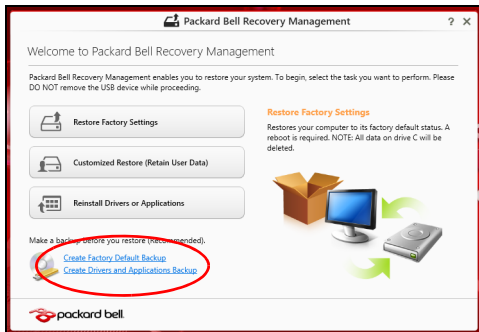 Packard Bell Recovery Management
? X
Welcome to Packard Bell Recovery Management
Packard Bell Recovery Management enables you to restore your system. To begin, select the task you want to perform. Please
DO NOT remove the USB device while proceeding.
Restore Factory Settings
Customized Restore (Retain User Data)
Reinstall Drivers or Applications
Restore Factory Settings
Restores your computer to its factory default status. A
reboot is required. NOTE: All data on drive C will be
deleted.
Make a backup before you restore (Recommended).
Create Factory Default Backup
Create Drivers and Applications Backup
packard bell.